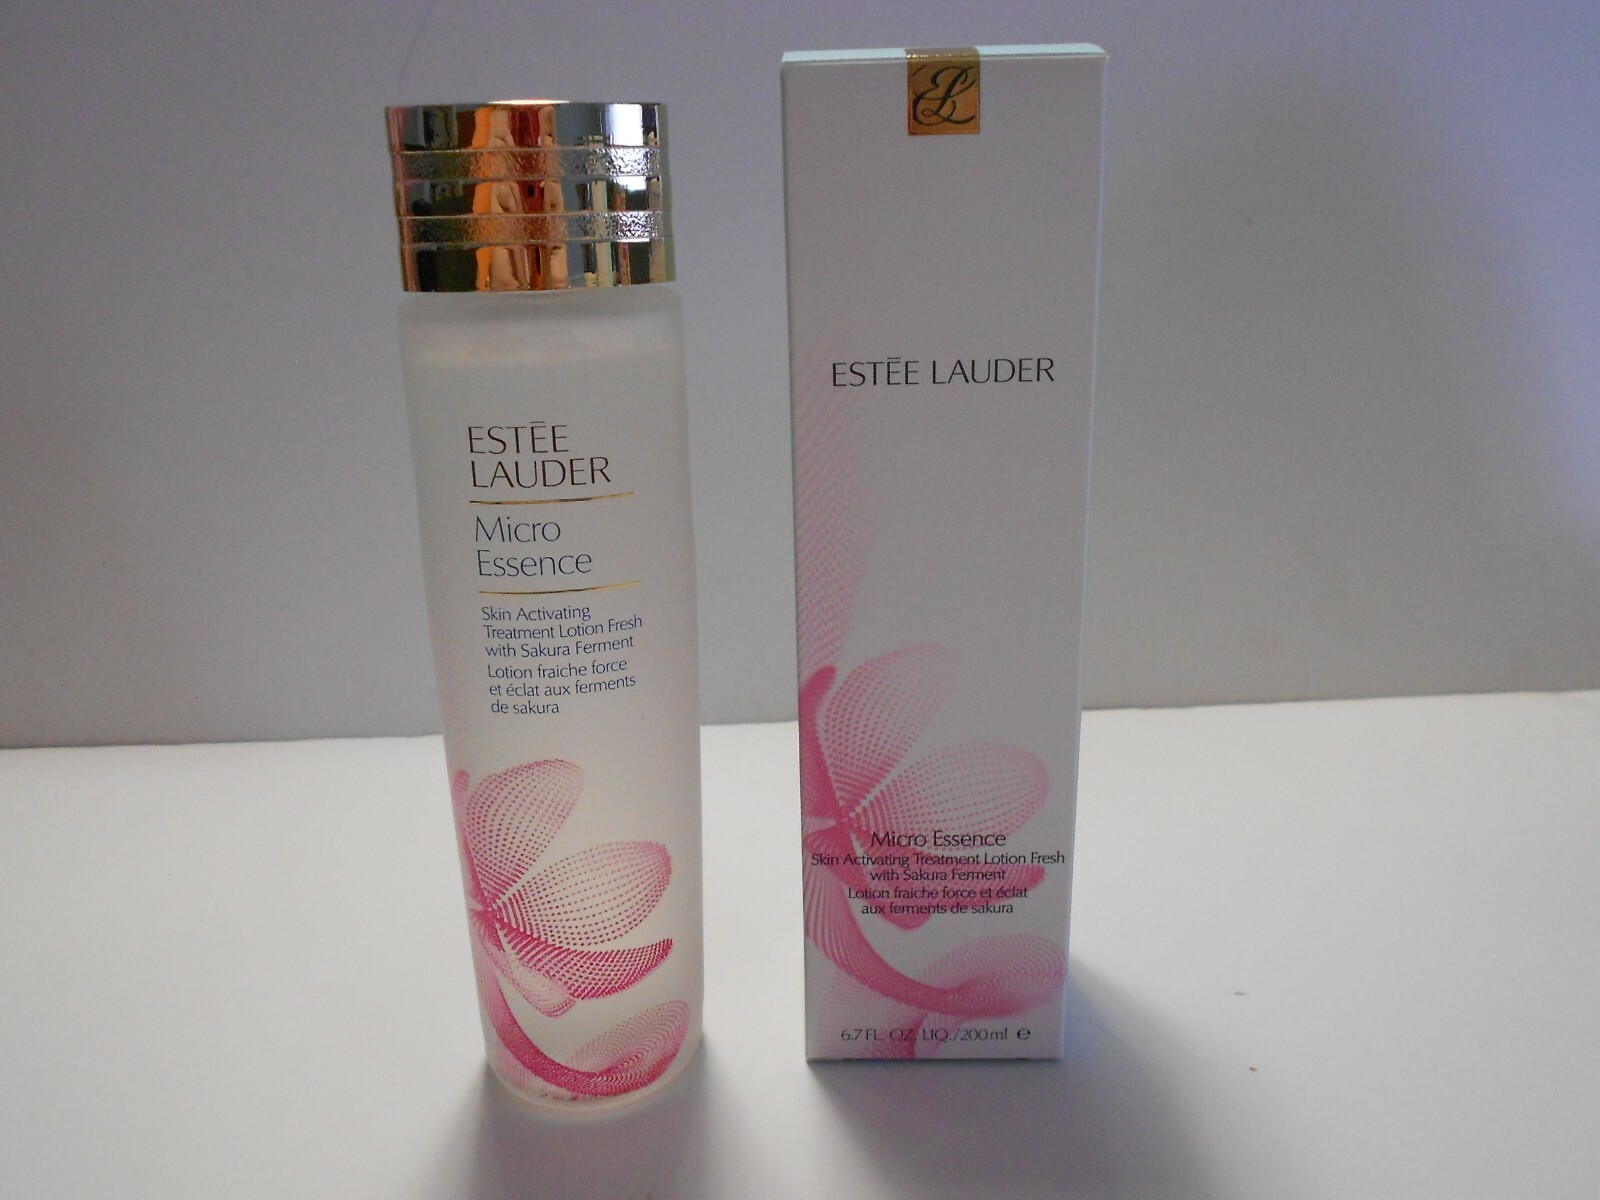 ESTĒE
LAUDER
Micro
Essence
Skin Activating
Treatment Lotion Fresh
with Sakura Ferment
Lotion fraiche force
et éclat aux ferments
de sakura
EL
ESTĒE LAUDER
Micro Essence
Skin Activating Treatment Lotion Fresh
with Sakura Ferment
Lotion fraiche force et éclat
aux ferments de sakura
6.7 FL. OZ. LIQ./200 ml ℮